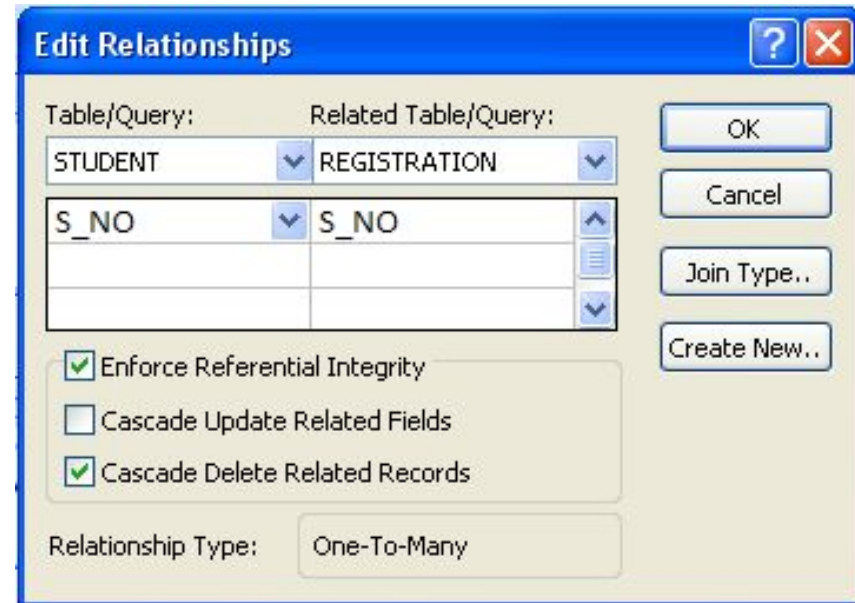 Edit Relationships
Table/Query: Related Table/Query:
STUDENT REGISTRATION
S_NO S_NO
OK
Cancel
Join Type..
Create New..
Enforce Referential Integrity
Cascade Update Related Fields
Cascade Delete Related Records
Relationship Type: One-To-Many